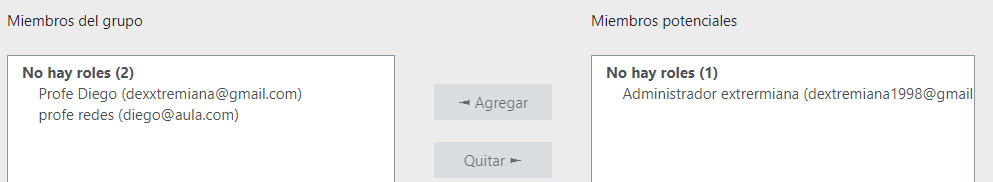 Miembros del grupo
Miembros potenciales
No hay roles (2)
Profe Diego (dexxtremiana@gmail.com)
profe redes (diego@aula.com)
◄ Agregar
Quitar ►
No hay roles (1)
Administrador extrermiana (dextremiana1998@gmail